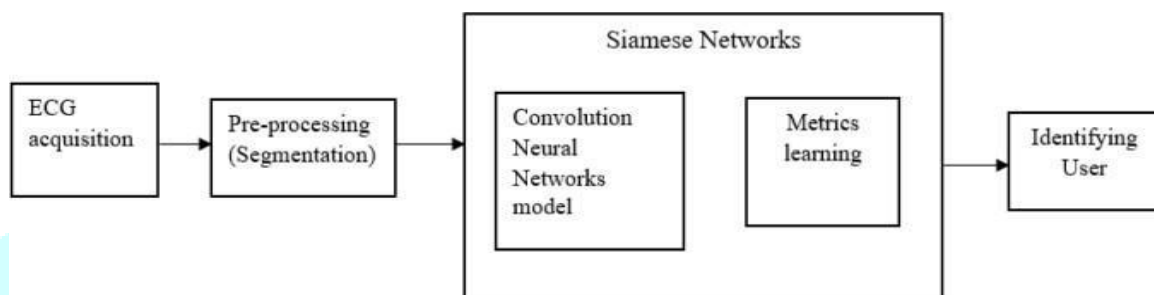 Siamese Networks
ECG
acquisition
Pre-processing
(Segmentation)
Convolution
Neural
Networks
model
Metrics
learning
Identifying
User